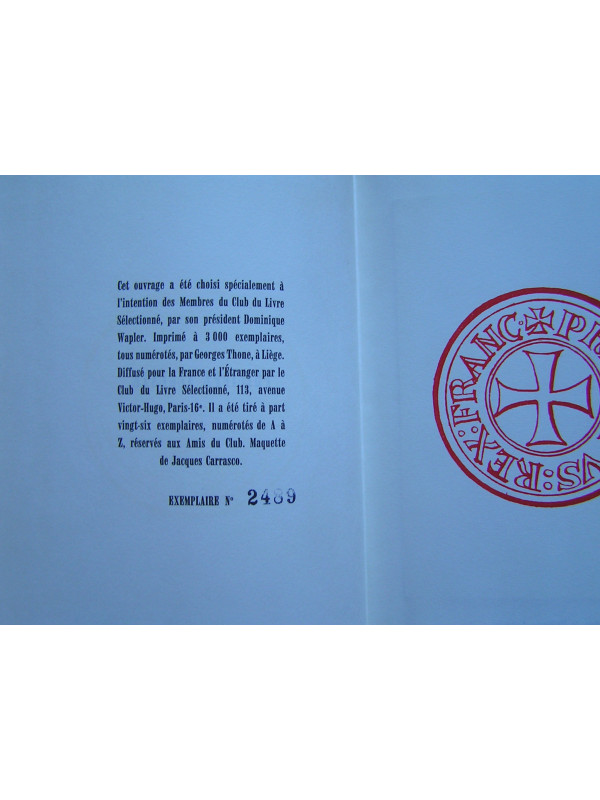 Cet ouvrage a été choisi spécialement à
l'intention des Membres du Club du Livre
Sélectionné, par son président Dominique
Wapler. Imprimé à 3 000 exemplaires,
tous numérotés, par Georges Thone, à Liège.
Diffusé pour la France et l'Étranger par le
Club du Livre Sélectionné, 113, avenue
Victor-Hugo, Paris-16e. Il a été tiré à part
vingt-six exemplaires, numérotés de A à
Z, réservés aux Amis du Club. Maquette
de Jacques Carrasco.
EXEMPLAIRE No 2489
US:REX:FRANC: